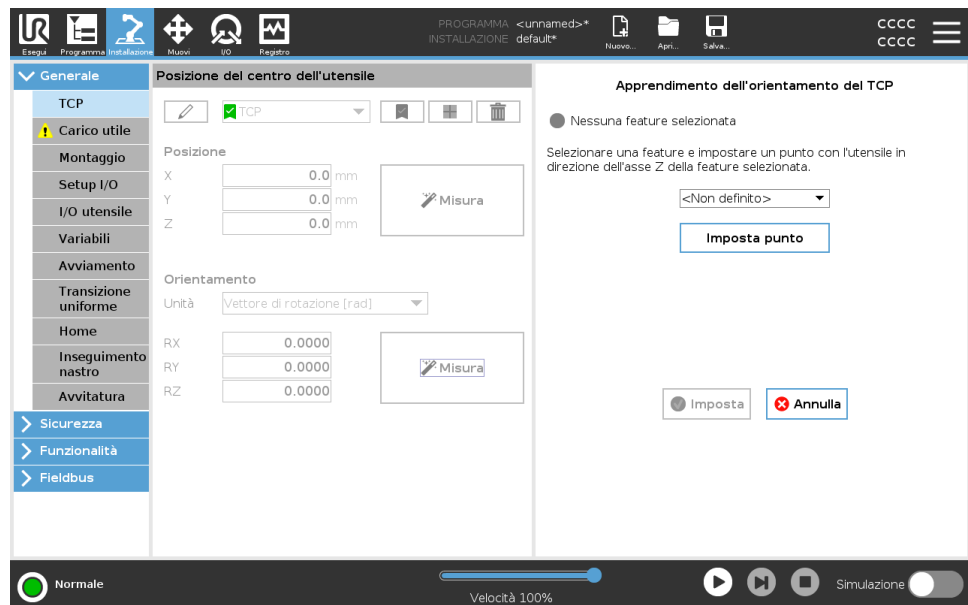 PROGRAMMA <unnamed>*
INSTALLAZIONE default*
Esegui Programma Installazione Muovi I/O Registro Nuovo... Apri... Salva...
CCCC
CCCC
Generale
TCP
Carico utile
Montaggio
Setup I/O
I/O utensile
Variabili
Avviamento
Transizione
uniforme
Home
Inseguimento
nastro
Avvitatura
Sicurezza
Funzionalità
Fieldbus
Posizione del centro dell'utensile
TCP
Posizione
X 0.0 mm
Y 0.0 mm
Z 0.0 mm
Misura
Orientamento
Unità Vettore di rotazione [rad]
RX 0.0000
RY 0.0000
RZ 0.0000
Misura
Apprendimento dell'orientamento del TCP
Nessuna feature selezionata
Selezionare una feature e impostare un punto con l'utensile in
direzione dell'asse Z della feature selezionata.
<Non definito>
Imposta punto
Imposta Annulla
Normale
Velocità 100%
Simulazione